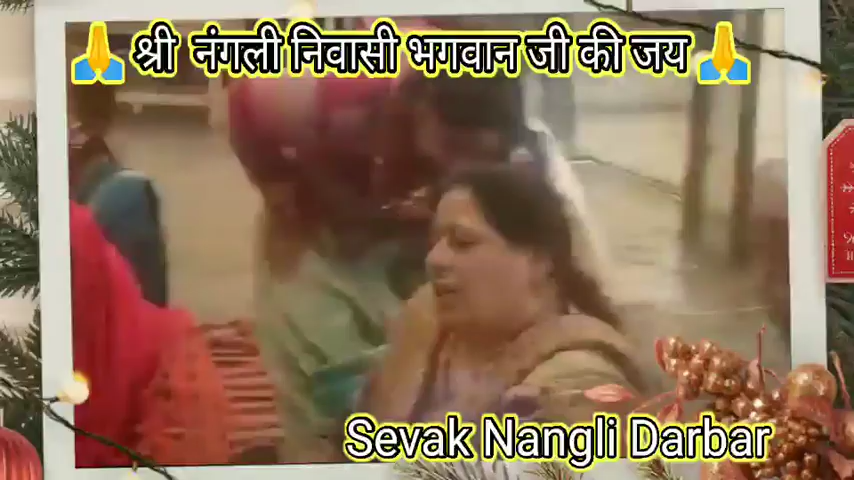 🙏श्री नंगली निवासी भगवान जी की जय🙏
Sevak Nangli Darbar